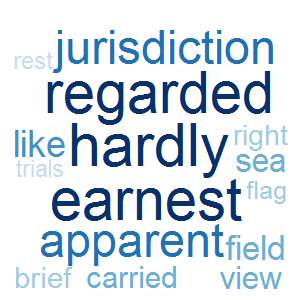 jurisdiction
rest
regarded
like hardly right
trials sea
earnest flag
apparent field
brief carried view